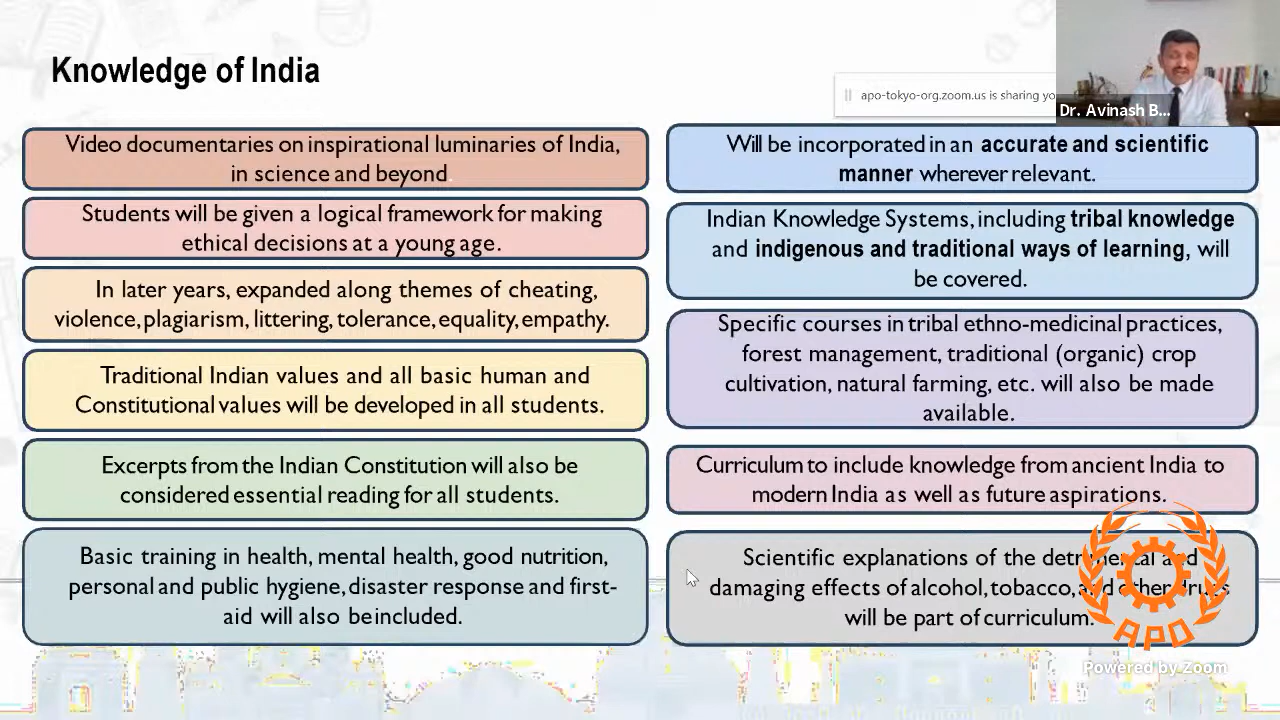 Knowledge of India
apo-tokyo-org.zoom.us is sharing yo
Dr. Avinash B...
Video documentaries on inspirational luminaries of India,
in science and beyond.
Students will be given a logical framework for making
ethical decisions at a young age.
In later years, expanded along themes of cheating,
violence, plagiarism, littering, tolerance, equality, empathy.
Traditional Indian values and all basic human and
Constitutional values will be developed in all students.
Excerpts from the Indian Constitution will also be
considered essential reading for all students.
Basic training in health, mental health, good nutrition,
personal and public hygiene, disaster response and first-
aid will also be included.
Will be incorporated in an accurate and scientific
manner wherever relevant.
Indian Knowledge Systems, including tribal knowledge
and indigenous and traditional ways of learning, will
be covered.
Specific courses in tribal ethno-medicinal practices,
forest management, traditional (organic) crop
cultivation, natural farming, etc. will also be made
available.
Curriculum to include knowledge from ancient India to
modern India as well as future aspirations.
Scientific explanations of the detrimental and
damaging effects of alcohol, tobacco, and other drugs
will be part of curriculum.
APO
Powered by Zoom